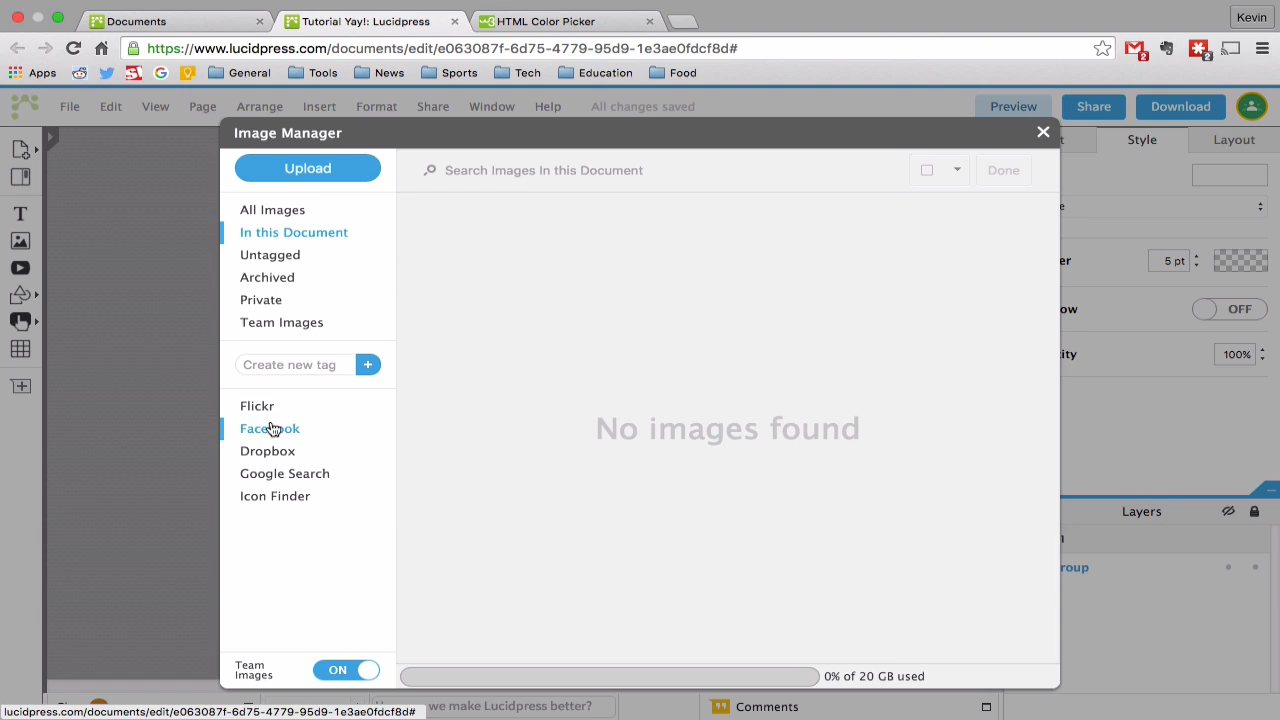 Documents
Tutorial Yay!: Lucidpress
HTML Color Picker
Kevin
https://www.lucidpress.com/documents/edit/e063087f-6d75-4779-95d9-1e3ae0fdcf8d#
2
2
Apps
General
Tools
News
Sports
Tech
Education
Food
File Edit View Page Arrange Insert Format Share Window Help All changes saved
Preview
Share
Download
Image Manager
Style
Layout
Upload
Search Images In this Document
Done
All Images
In this Document
Untagged
Archived
Private
Team Images
5 pt
OFF
100%
Create new tag
+
No images found
Flickr
Facebook
Dropbox
Google Search
Icon Finder
Layers
roup
Team
Images
ON
0% of 20 GB used
we make Lucidpress better?
Comments
lucidpress.com/documents/edit/e063087f-6d75-4779-95d9-1e3ae0fdcf8d#